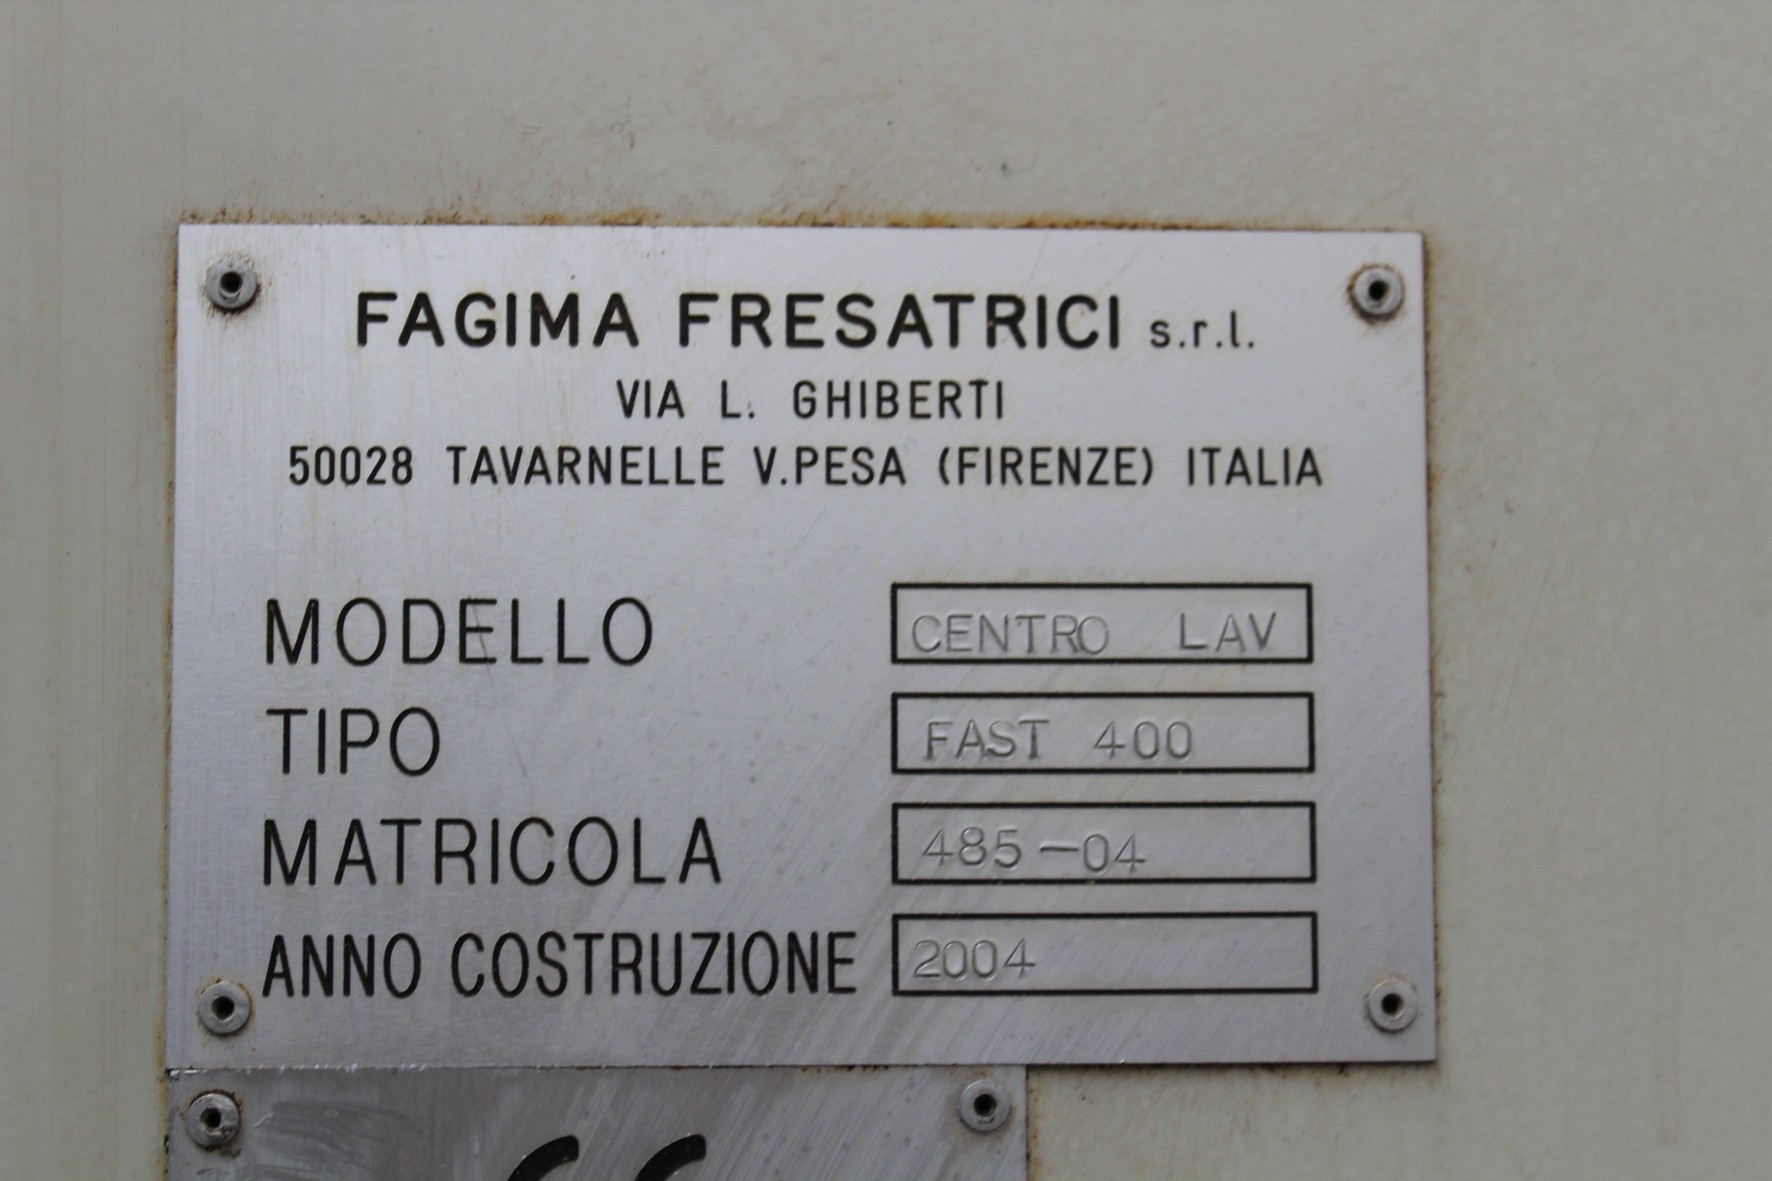 FAGIMA FRESATRICI s.r.l.
VIA L. GHIBERTI
50028 TAVARNELLE V.PESA (FIRENZE) ITALIA
MODELLO CENTRO LAV
TIPO FAST 400
MATRICOLA 485-04
ANNO COSTRUZIONE 2004